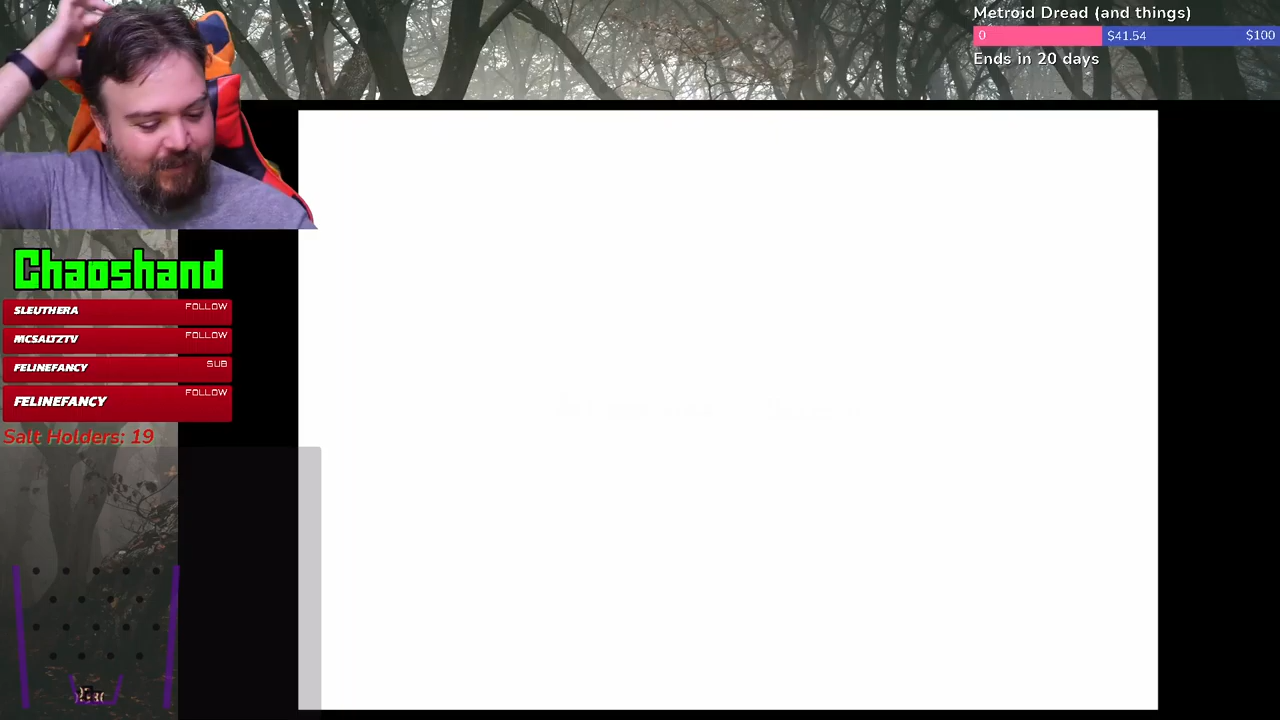 Metroid Dread (and things)
0 $41.54 $100
Ends in 20 days
Chaoshand
SLEUTHERA FOLLOW
MCSALTZTV FOLLOW
FELINEFANCY SUB
FELINEFANCY FOLLOW
Salt Holders: 19